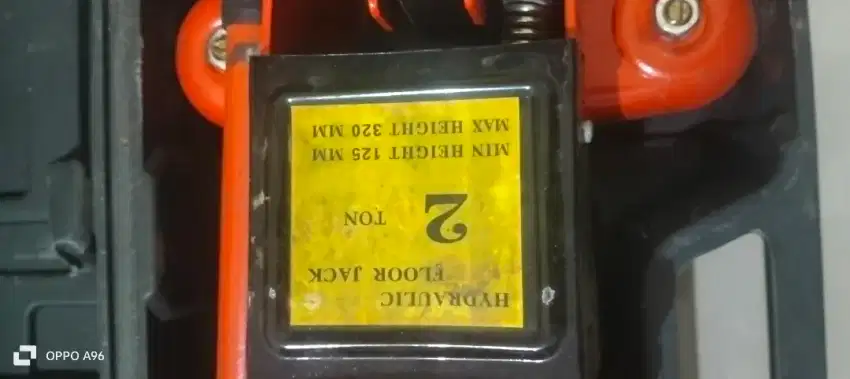 HYDRAULIC
FLOOR JACK
2 TON
MIN HEIGHT 125 MM
MAX HEIGHT 320 MM
OPPO A96